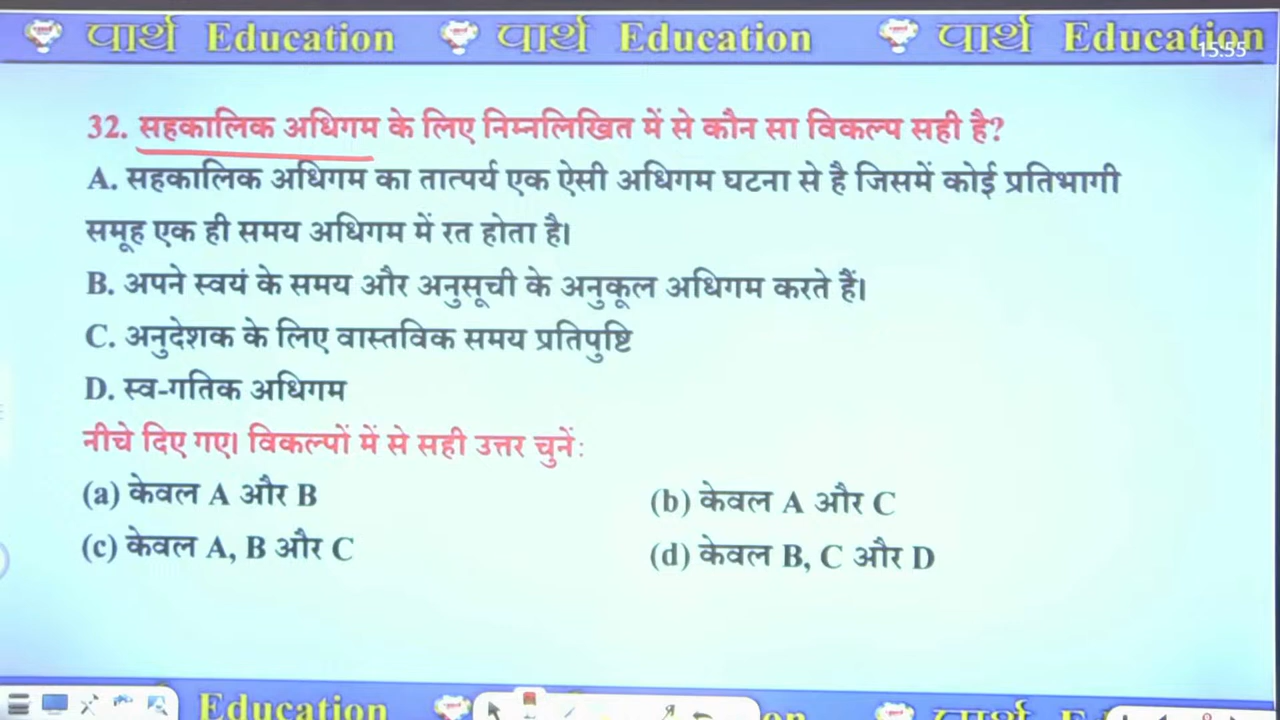 पार्थ Education पार्थ Education पार्थ Education
15:55
32. सहकालिक अधिगम के लिए निम्नलिखित में से कौन सा विकल्प सही है?
A. सहकालिक अधिगम का तात्पर्य एक ऐसी अधिगम घटना से है जिसमें कोई प्रतिभागी
समूह एक ही समय अधिगम में रत होता है।
B. अपने स्वयं के समय और अनुसूची के अनुकूल अधिगम करते हैं।
C. अनुदेशक के लिए वास्तविक समय प्रतिपुष्टि
D. स्व-गतिक अधिगम
नीचे दिए गए। विकल्पों में से सही उत्तर चुनें:
(a) केवल A और B (b) केवल A और C
(c) केवल A, B और C (d) केवल B, C और D
Education